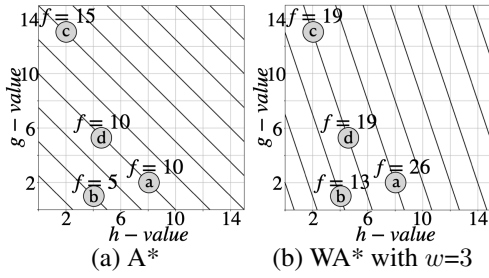 14
f = 15
c
10
g − value
6
f = 10
d
f = 10
2
f = 5
b
a
2
6
10
14
h − value
(a) A*
14
f = 19
c
10
g − value
6
f = 19
d
f = 26
2
f = 13
b
a
2
6
10
14
h − value
(b) WA* with w=3